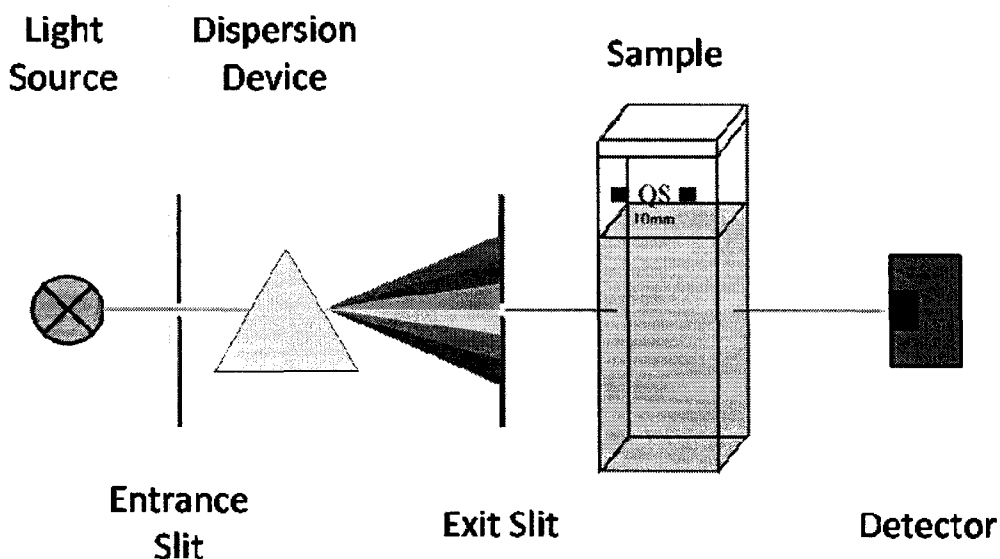 Light
Source
Dispersion
Device
Sample
QS
10mm
Entrance
Slit
Exit Slit
Detector